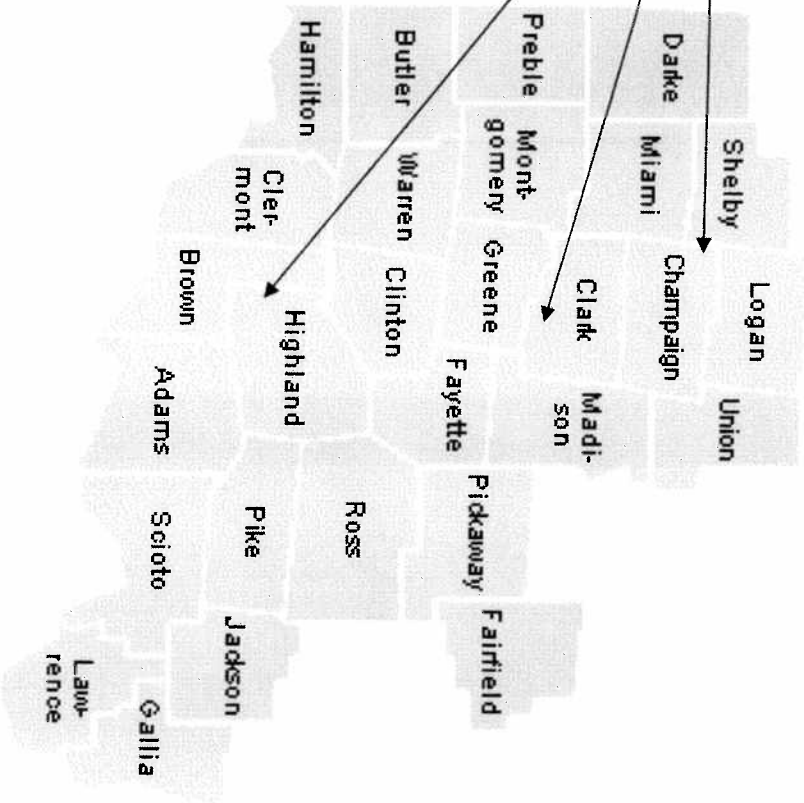 Logan
Shelby
Union
Darke
Miami
Champaign
Clark
Madi-
son
Preble
Mont-
gomery
Greene
Fayette
Pickaway
Fairfield
Butler
Warren
Clinton
Ross
Hamilton
Cler-
mont
Highland
Pike
Jackson
Brown
Adams
Scioto
Gallia
Law-
rence